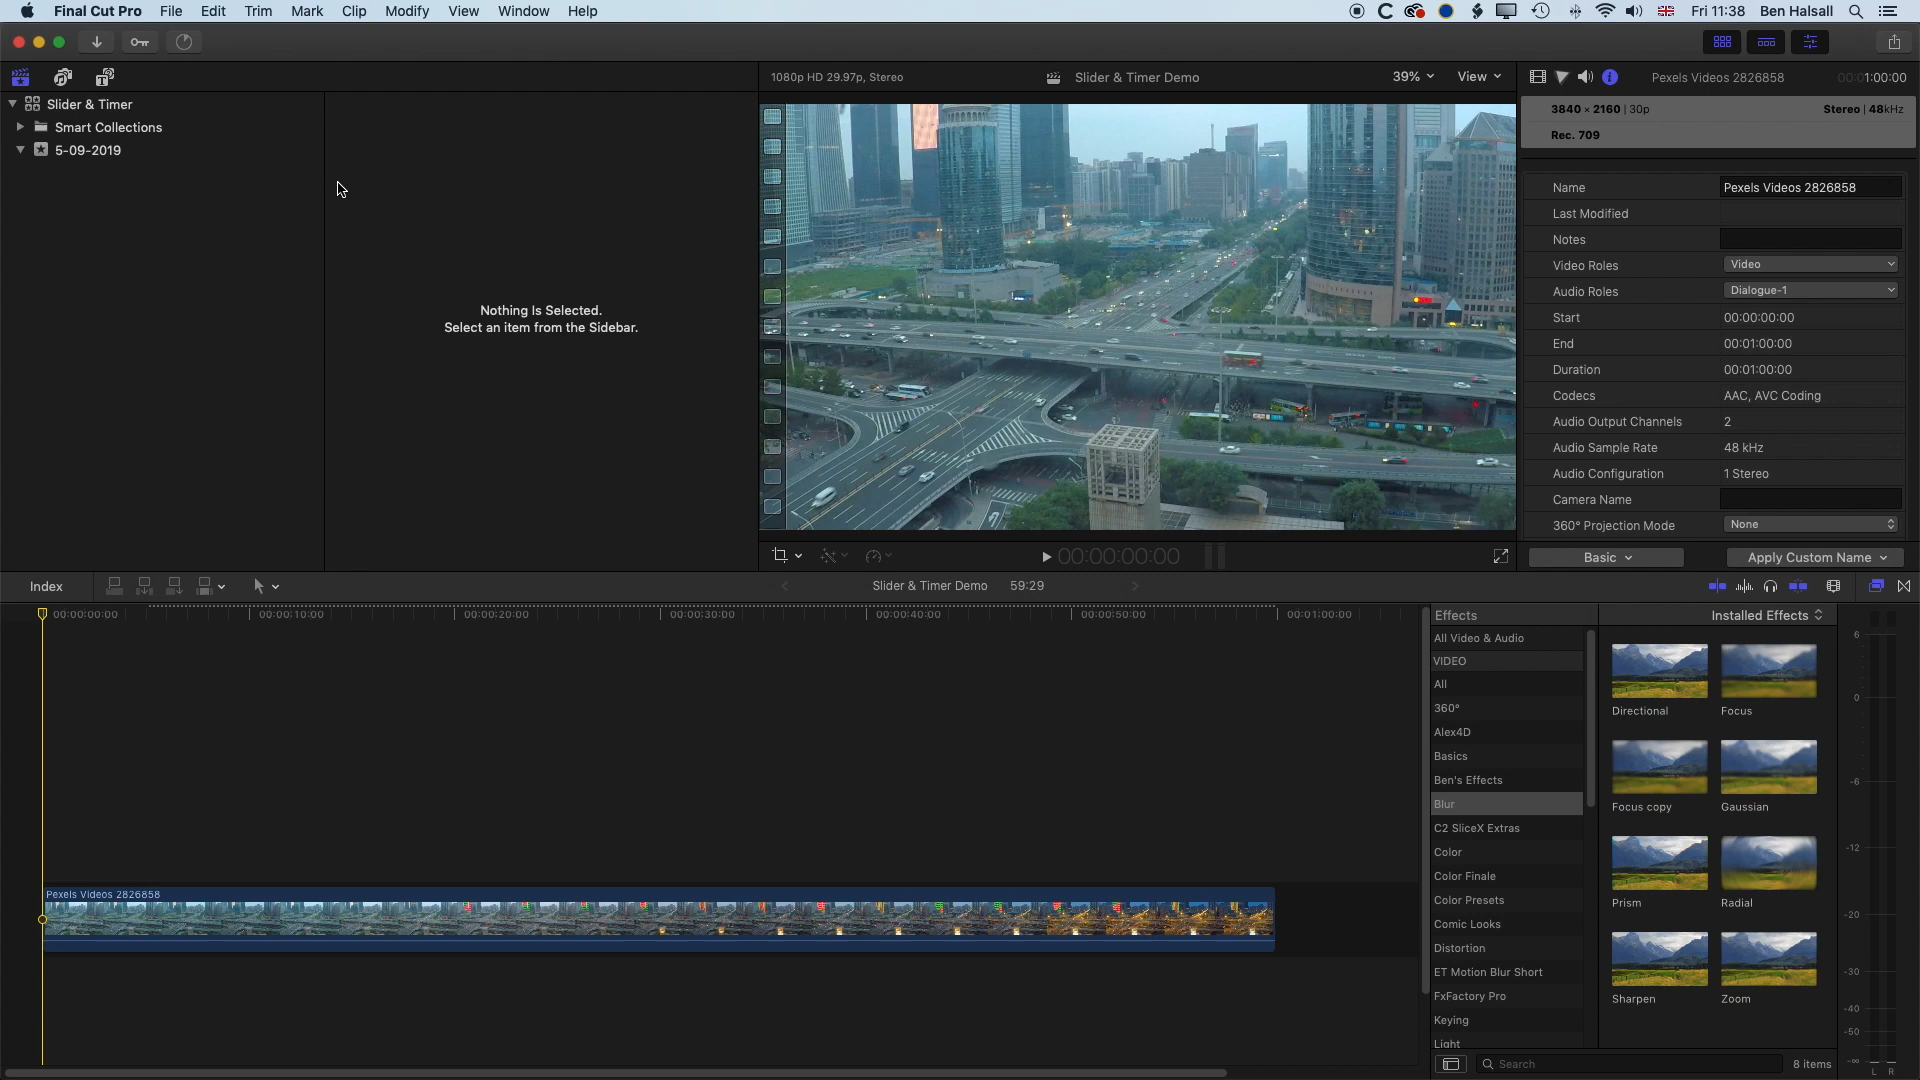 Final Cut Pro File Edit Trim Mark Clip Modify View Window Help Fri 11:38 Ben Halsall
1080p HD 29.97p, Stereo Slider & Timer Demo 39% View Pexels Videos 2826858 00:00:01:00:00
Slider & Timer
Smart Collections
5-09-2019
Nothing Is Selected.
Select an item from the Sidebar.
3840 × 2160 | 30p Stereo | 48kHz
Rec. 709
Name Pexels Videos 2826858
Last Modified
Notes
Video Roles Video
Audio Roles Dialogue-1
Start 00:00:00:00
End 00:01:00:00
Duration 00:01:00:00
Codecs AAC, AVC Coding
Audio Output Channels 2
Audio Sample Rate 48 kHz
Audio Configuration 1 Stereo
Camera Name
360° Projection Mode None
00:00:00:00
Basic Apply Custom Name
Index Slider & Timer Demo 59:29
00:00:00:00 00:00:10:00 00:00:20:00 00:00:30:00 00:00:40:00 00:00:50:00 00:01:00:00
Pexels Videos 2826858
Effects Installed Effects
All Video & Audio
VIDEO
All
360°
Alex4D
Basics
Ben's Effects
Blur
C2 SliceX Extras
Color
Color Finale
Color Presets
Comic Looks
Distortion
ET Motion Blur Short
FxFactory Pro
Keying
Light
Directional Focus
Focus copy Gaussian
Prism Radial
Sharpen Zoom
Search 8 items
6
0
-6
-12
-20
-30
-40
-50
-∞
L R